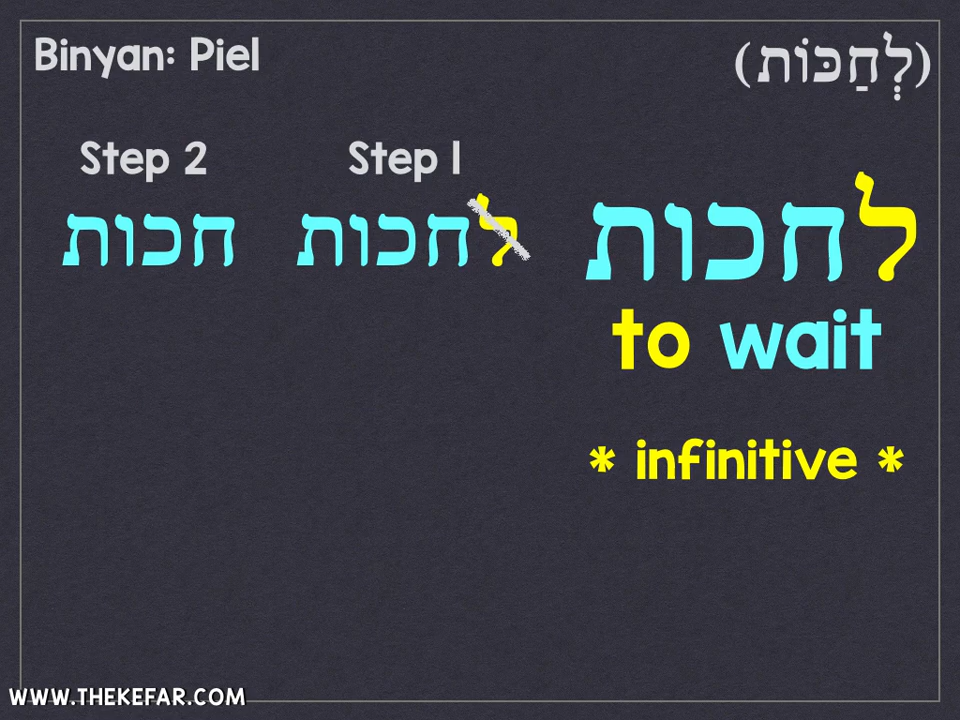 Binyan: Piel
(לְחַכּוֹת)
Step 2
Step 1
חכות
לחכות
לחכות
to wait
* infinitive *
WWW.THEKEFAR.COM